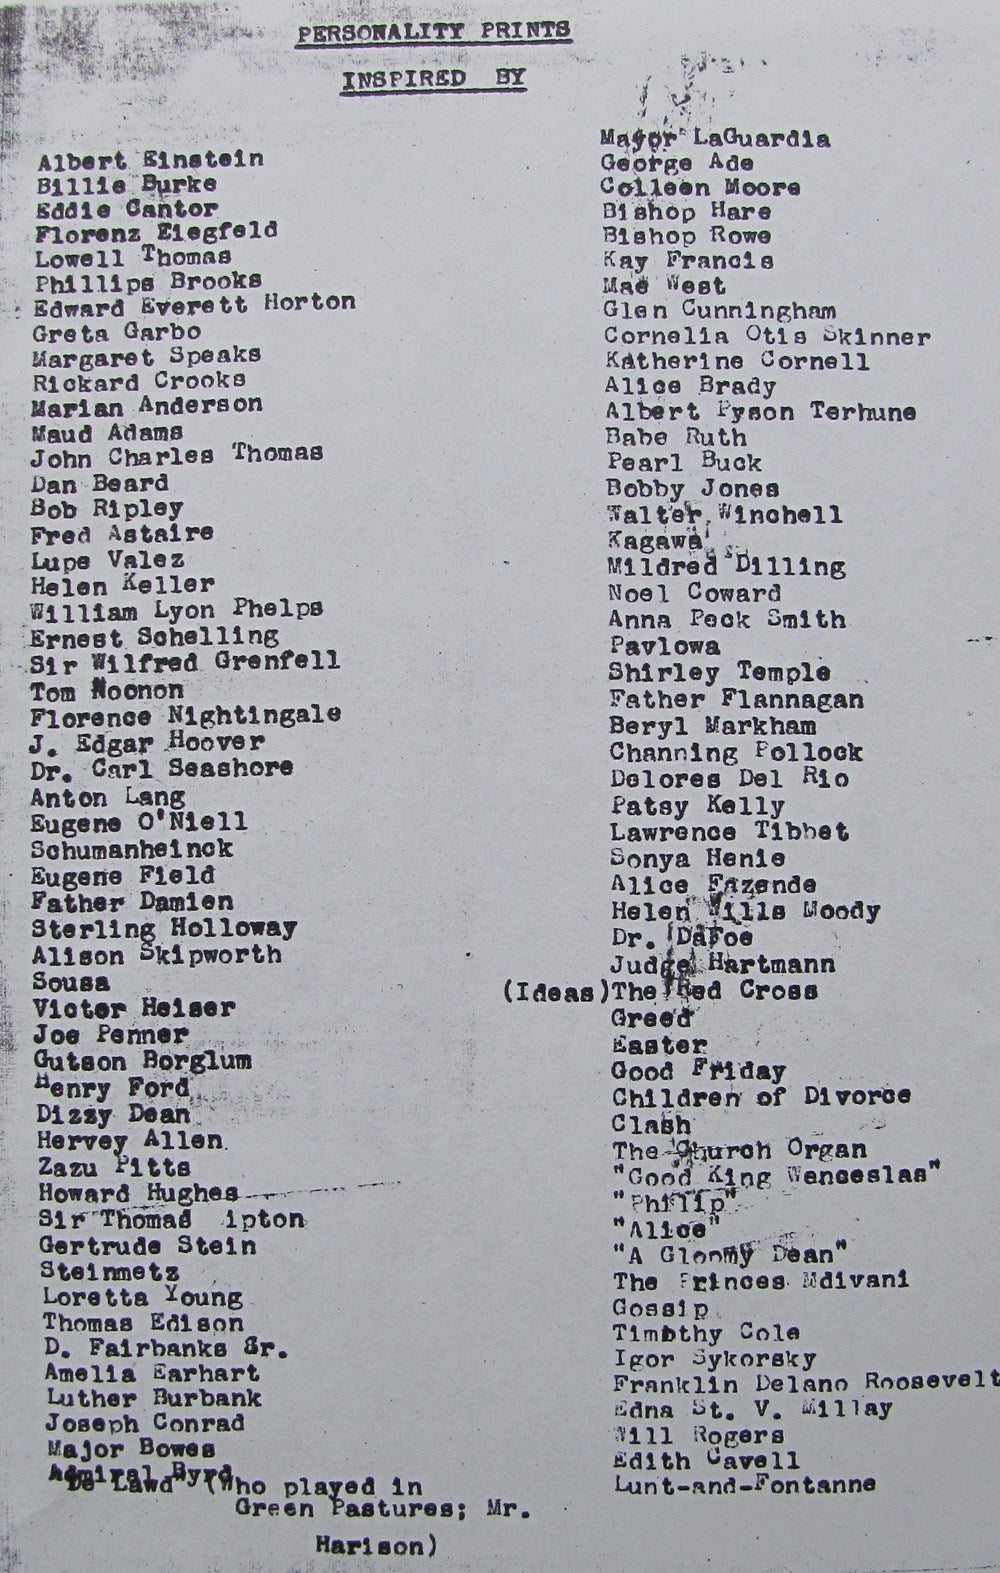 PERSONALITY PRINTS
INSPIRED BY
Albert Einstein
Billie Burke
Eddie Cantor
Florenz Eiegfeld
Lowell Thomas
Phillips Brooks
Edward Everett Horton
Greta Garbo
Margaret Speaks
Rickard Crooks
Marian Anderson
Maud Adams
John Charles Thomas
Dan Beard
Bob Ripley
Fred Astaire
Lupe Valez
Helen Keller
William Lyon Phelps
Ernest Schelling
Sir Wilfred Grenfell
Tom Noonon
Florence Nightingale
J. Edgar Hoover
Dr. Carl Seashore
Anton Lang
Eugene O'Niell
Schumanheinck
Eugene Field
Father Damien
Sterling Holloway
Alison Skipworth
Sousa
Victor Heiser
Joe Penner
Gutson Borglum
Henry Ford
Dizzy Dean
Hervey Allen
Zazu Pitts
Howard Hughes
Sir Thomas ipton
Gertrude Stein
Steinmetz
Loretta Young
Thomas Edison
D. Fairbanks Sr.
Amelia Earhart
Luther Burbank
Joseph Conrad
Major Bowes
Admiral Byrd
"De Lawd" (Who played in
Green Pastures; Mr.
Harison)
Mayor LaGuardia
George Ade
Colleen Moore
Bishop Hare
Bishop Rowe
Kay Francis
Mae West
Glen Cunningham
Cornelia Otis Skinner
Katherine Cornell
Alice Brady
Albert Pyson Terhune
Babe Ruth
Pearl Buck
Bobby Jones
Walter Winchell
Kagawa
Mildred Dilling
Noel Coward
Anna Peck Smith
Pavlowa
Shirley Temple
Father Flannagan
Beryl Markham
Channing Pollock
Delores Del Rio
Patsy Kelly
Lawrence Tibbet
Sonya Henie
Alice Fazende
Helen Wills Moody
Dr. DaFoe
Judge Hartmann
(Ideas)The Red Cross
Greed
Easter
Good Friday
Children of Divorce
Clash
The Church Organ
"Good King Wenceslas"
"Phillip"
"Alice"
"A Gloomy Dean"
The Princes Mdivani
Gossip
Timothy Cole
Igor Sykorsky
Franklin Delano Roosevelt
Edna St. V. Millay
Will Rogers
Edith Cavell
Lunt-and-Fontanne